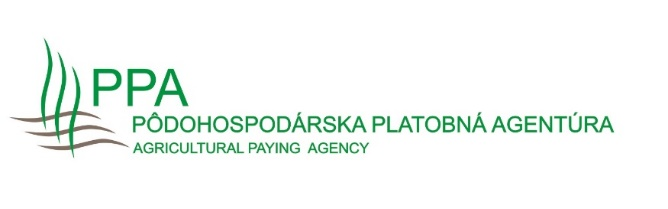 PPA
PÔDOHOSPODÁRSKA PLATOBNÁ AGENTÚRA
AGRICULTURAL PAYING AGENCY